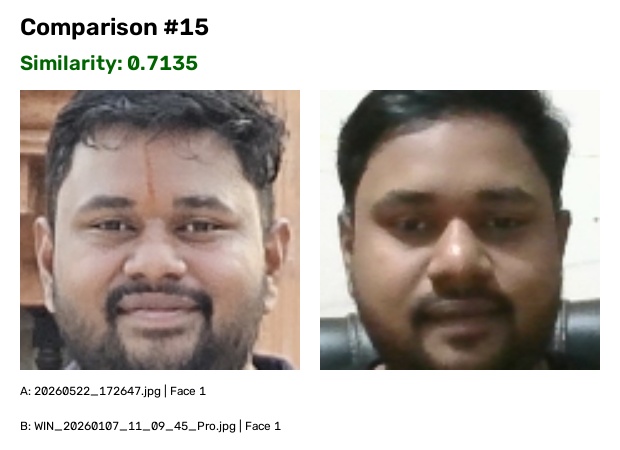 Comparison #15
Similarity: 0.7135
A: 20260522_172647.jpg | Face 1
B: WIN_20260107_11_09_45_Pro.jpg | Face 1